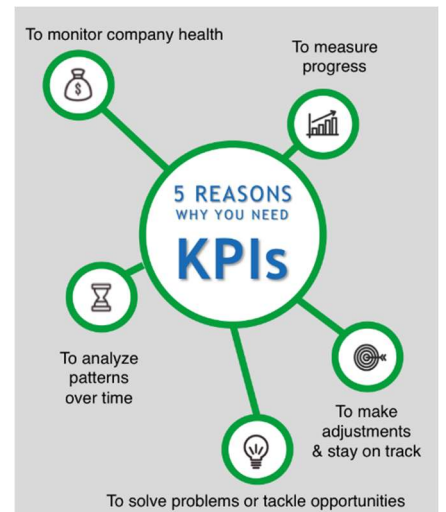 To monitor company health
To measure
progress
5 REASONS
WHY YOU NEED
KPIs
To analyze
patterns
over time
To make
adjustments
& stay on track
To solve problems or tackle opportunities